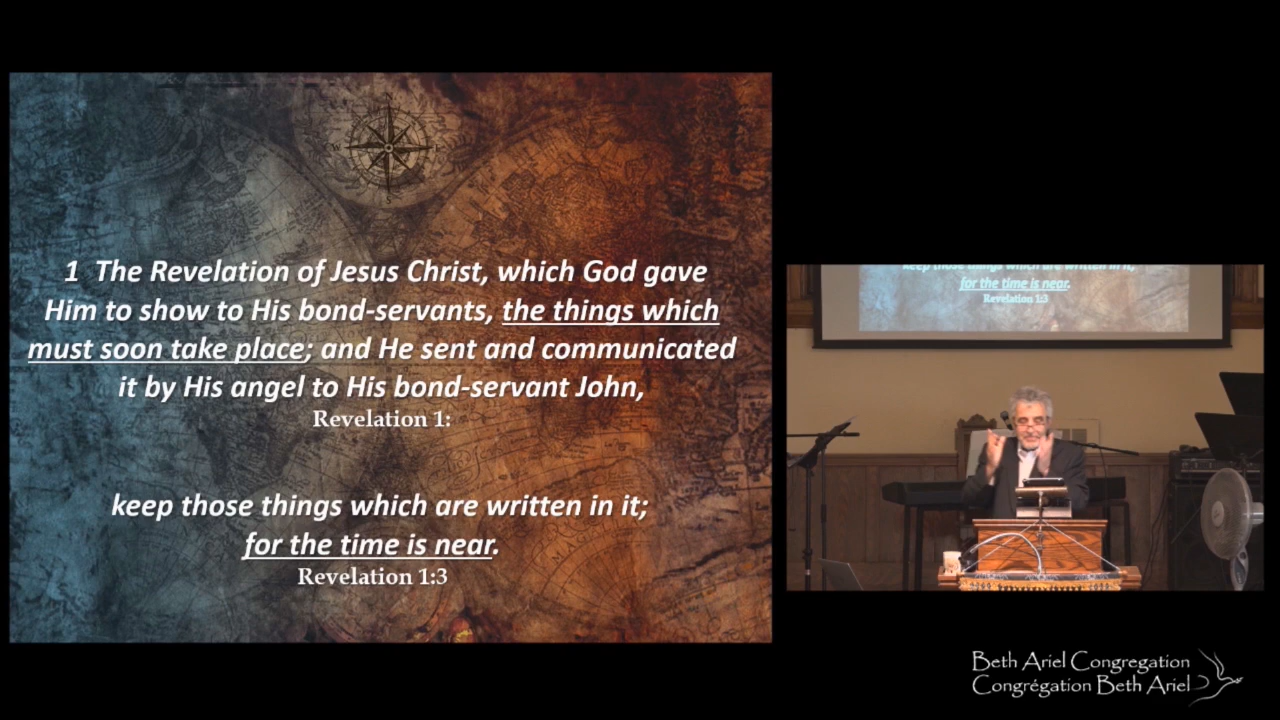 1 The Revelation of Jesus Christ, which God gave
Him to show to His bond-servants, the things which
must soon take place; and He sent and communicated
it by His angel to His bond-servant John,
Revelation 1:
keep those things which are written in it;
for the time is near.
Revelation 1:3
keep those things which are written in it;
for the time is near.
Revelation 1:3
Beth Ariel Congregation
Congrégation Beth Ariel